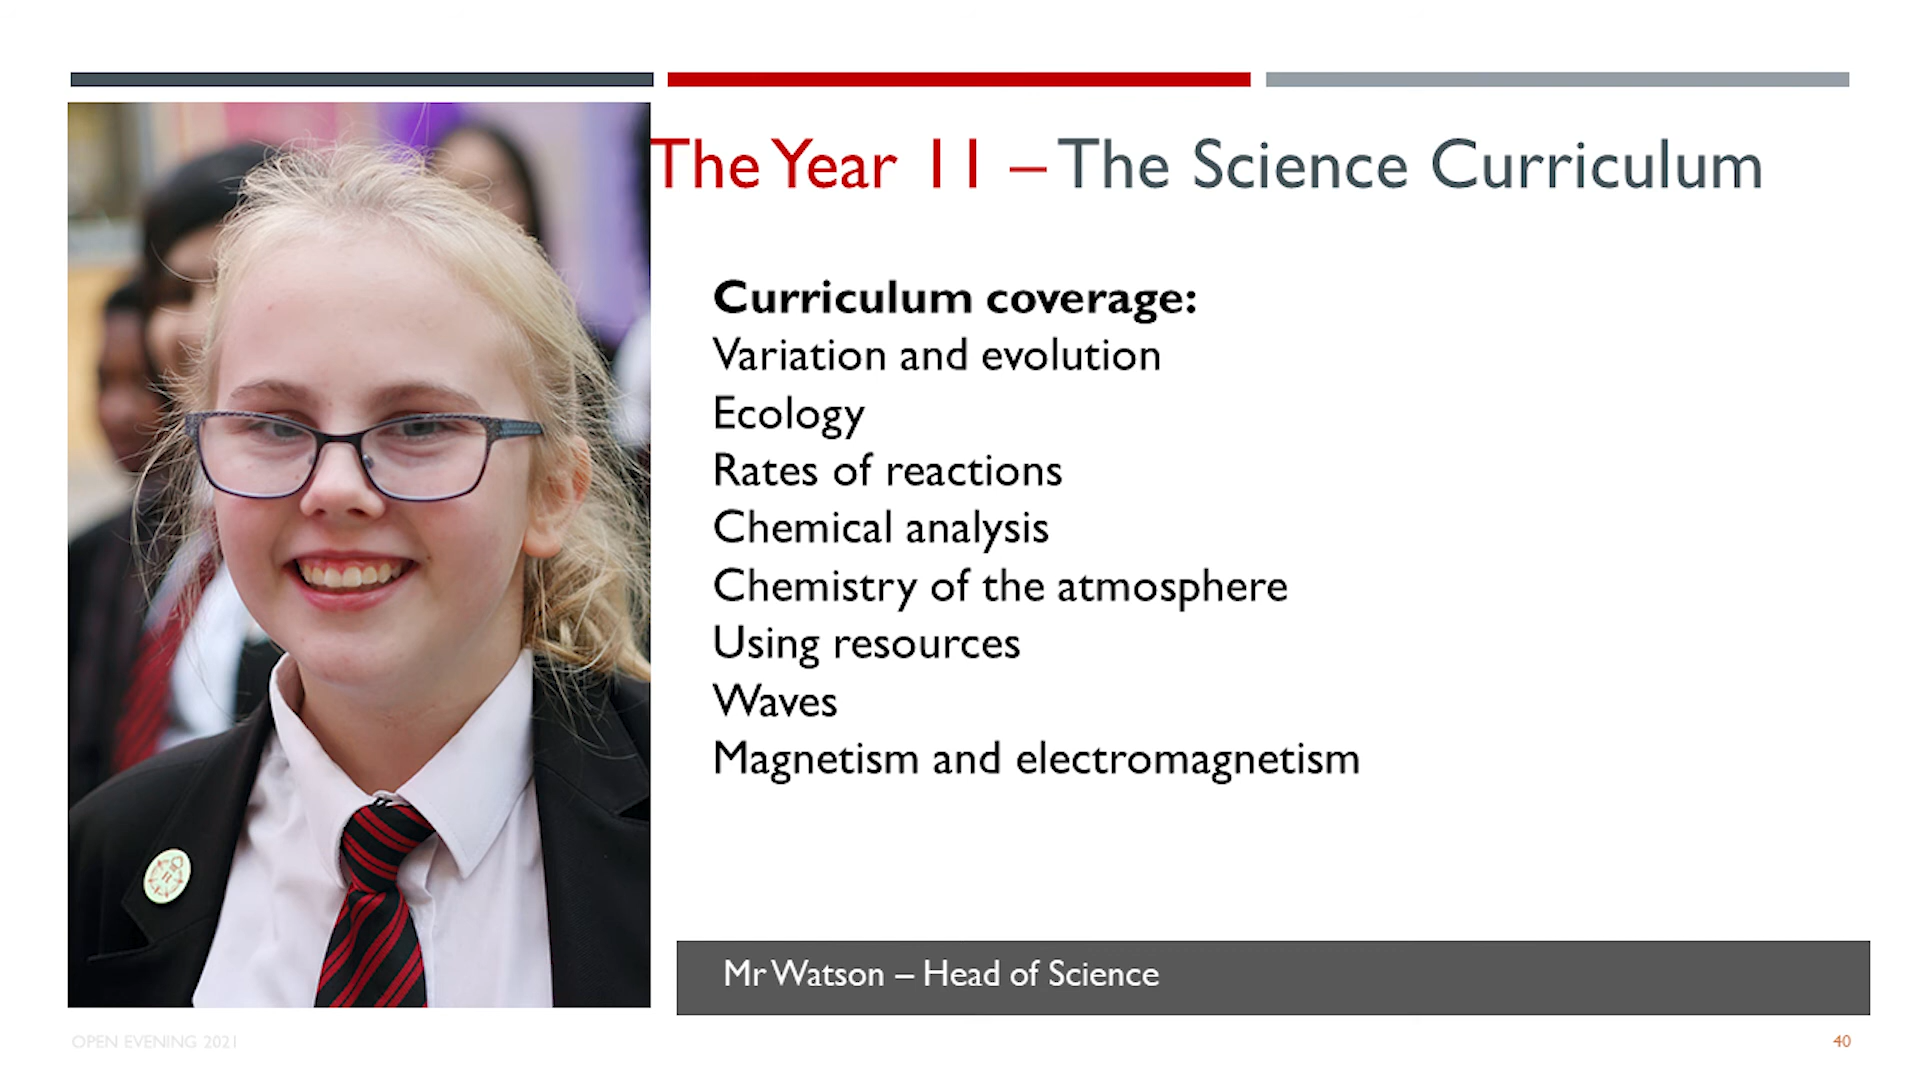 The Year 11 – The Science Curriculum
Curriculum coverage:
Variation and evolution
Ecology
Rates of reactions
Chemical analysis
Chemistry of the atmosphere
Using resources
Waves
Magnetism and electromagnetism
Mr Watson – Head of Science
OPEN EVENING 2021
40